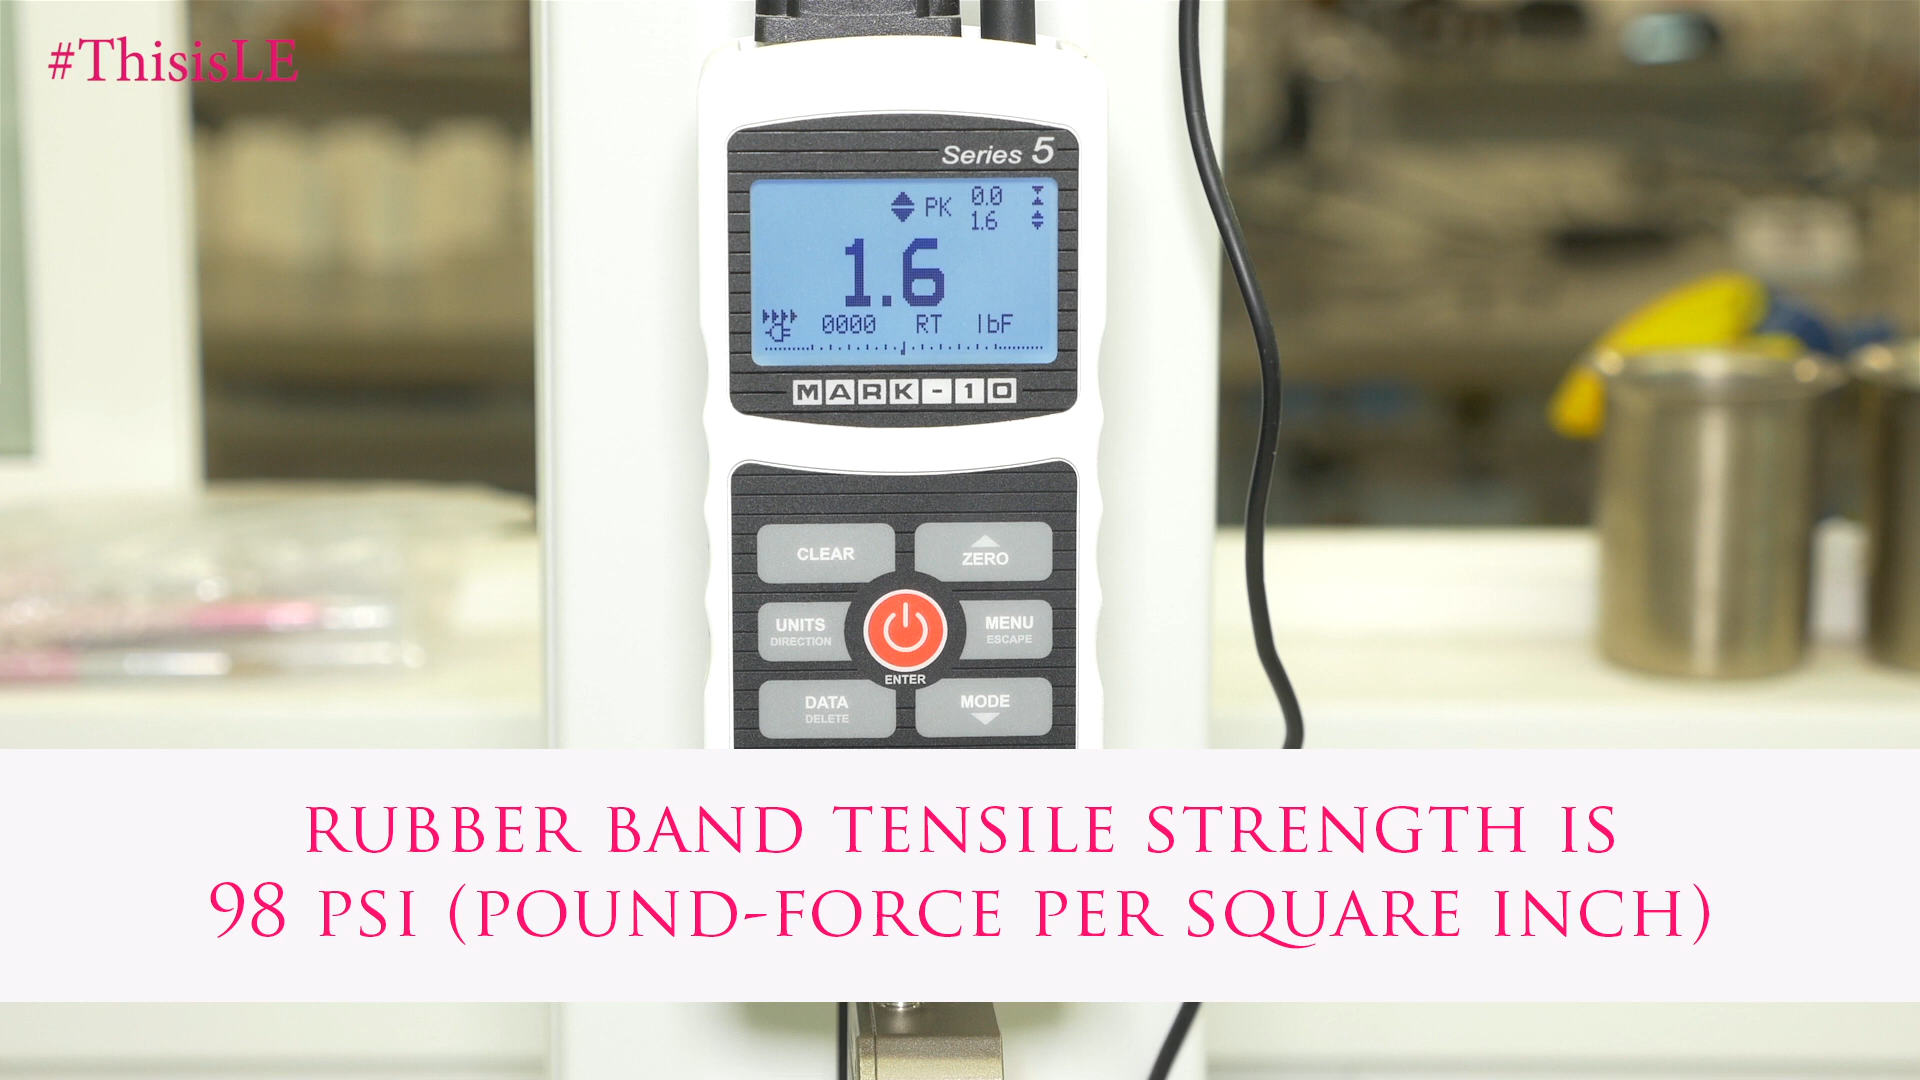 #ThisisLE
Series 5
PK 0.0
1.6
1.6
0000 RT lbF
MARK-10
CLEAR
ZERO
UNITS
DIRECTION
MENU
ESCAPE
ENTER
DATA
DELETE
MODE
RUBBER BAND TENSILE STRENGTH IS
98 PSI (POUND-FORCE PER SQUARE INCH)